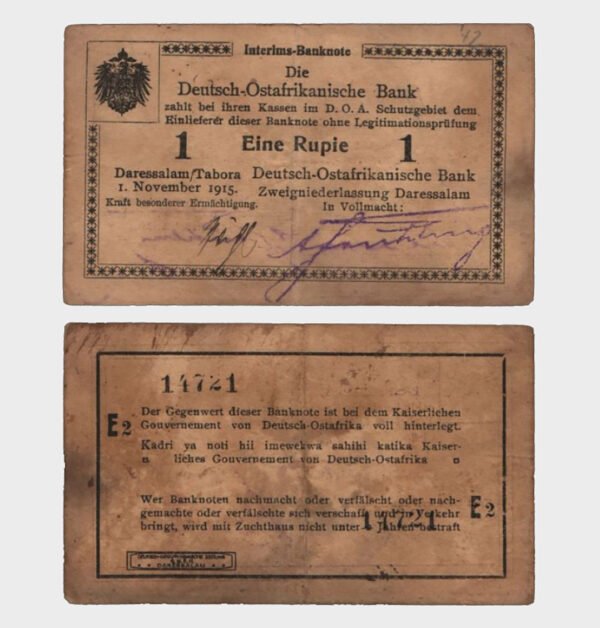 42
Interims-Banknote
Die
Deutsch-Ostafrikanische Bank
zahlt bei ihren Kassen im D. O. A. Schutzgebiet dem
Einlieferer dieser Banknote ohne Legitimationsprüfung
1 Eine Rupie 1
Daressalam/Tabora Deutsch-Ostafrikanische Bank
1. November 1915. Zweigniederlassung Daressalam
Kraft besonderer Ermächtigung. In Vollmacht:
14721
E2
Der Gegenwert dieser Banknote ist bei dem Kaiserlichen
Gouvernement von Deutsch-Ostafrika voll hinterlegt.
Kadri ya noti hii imewekwa sahihi katika Kaiser-
liches Gouvernement von Deutsch-Ostafrika
Wer Banknoten nachmacht oder verfälscht oder nach-
gemachte oder verfälschte sich verschafft und in Verkehr
bringt, wird mit Zuchthaus nicht unter 2 Jahren bestraft
14721
E2
DARESSALAM